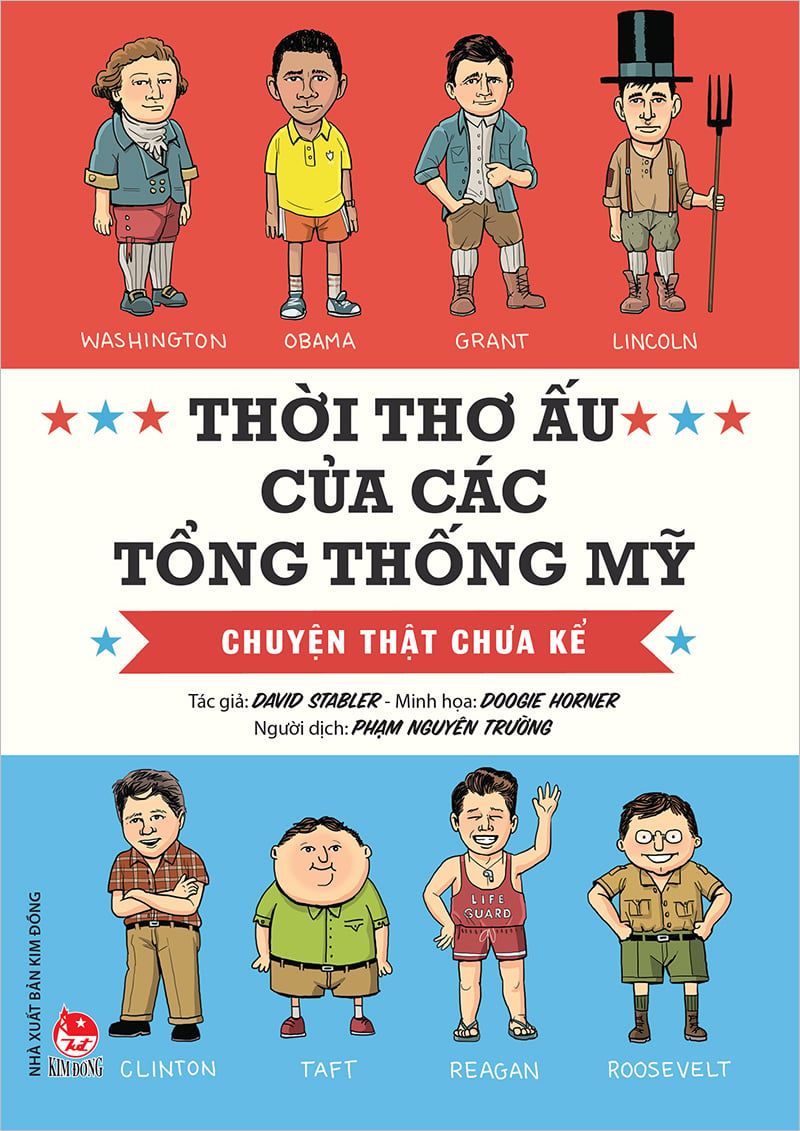 WASHINGTON OBAMA GRANT LINCOLN
THỜI THƠ ẤU
CỦA CÁC
TỔNG THỐNG MỸ
CHUYỆN THẬT CHƯA KỂ
Tác giả: DAVID STABLER - Minh họa: DOOGIE HORNER
Người dịch: PHẠM NGUYÊN TRƯỜNG
LIFE
GUARD
NHÀ XUẤT BẢN KIM ĐỒNG
KIM ĐỒNG
CLINTON TAFT REAGAN ROOSEVELT